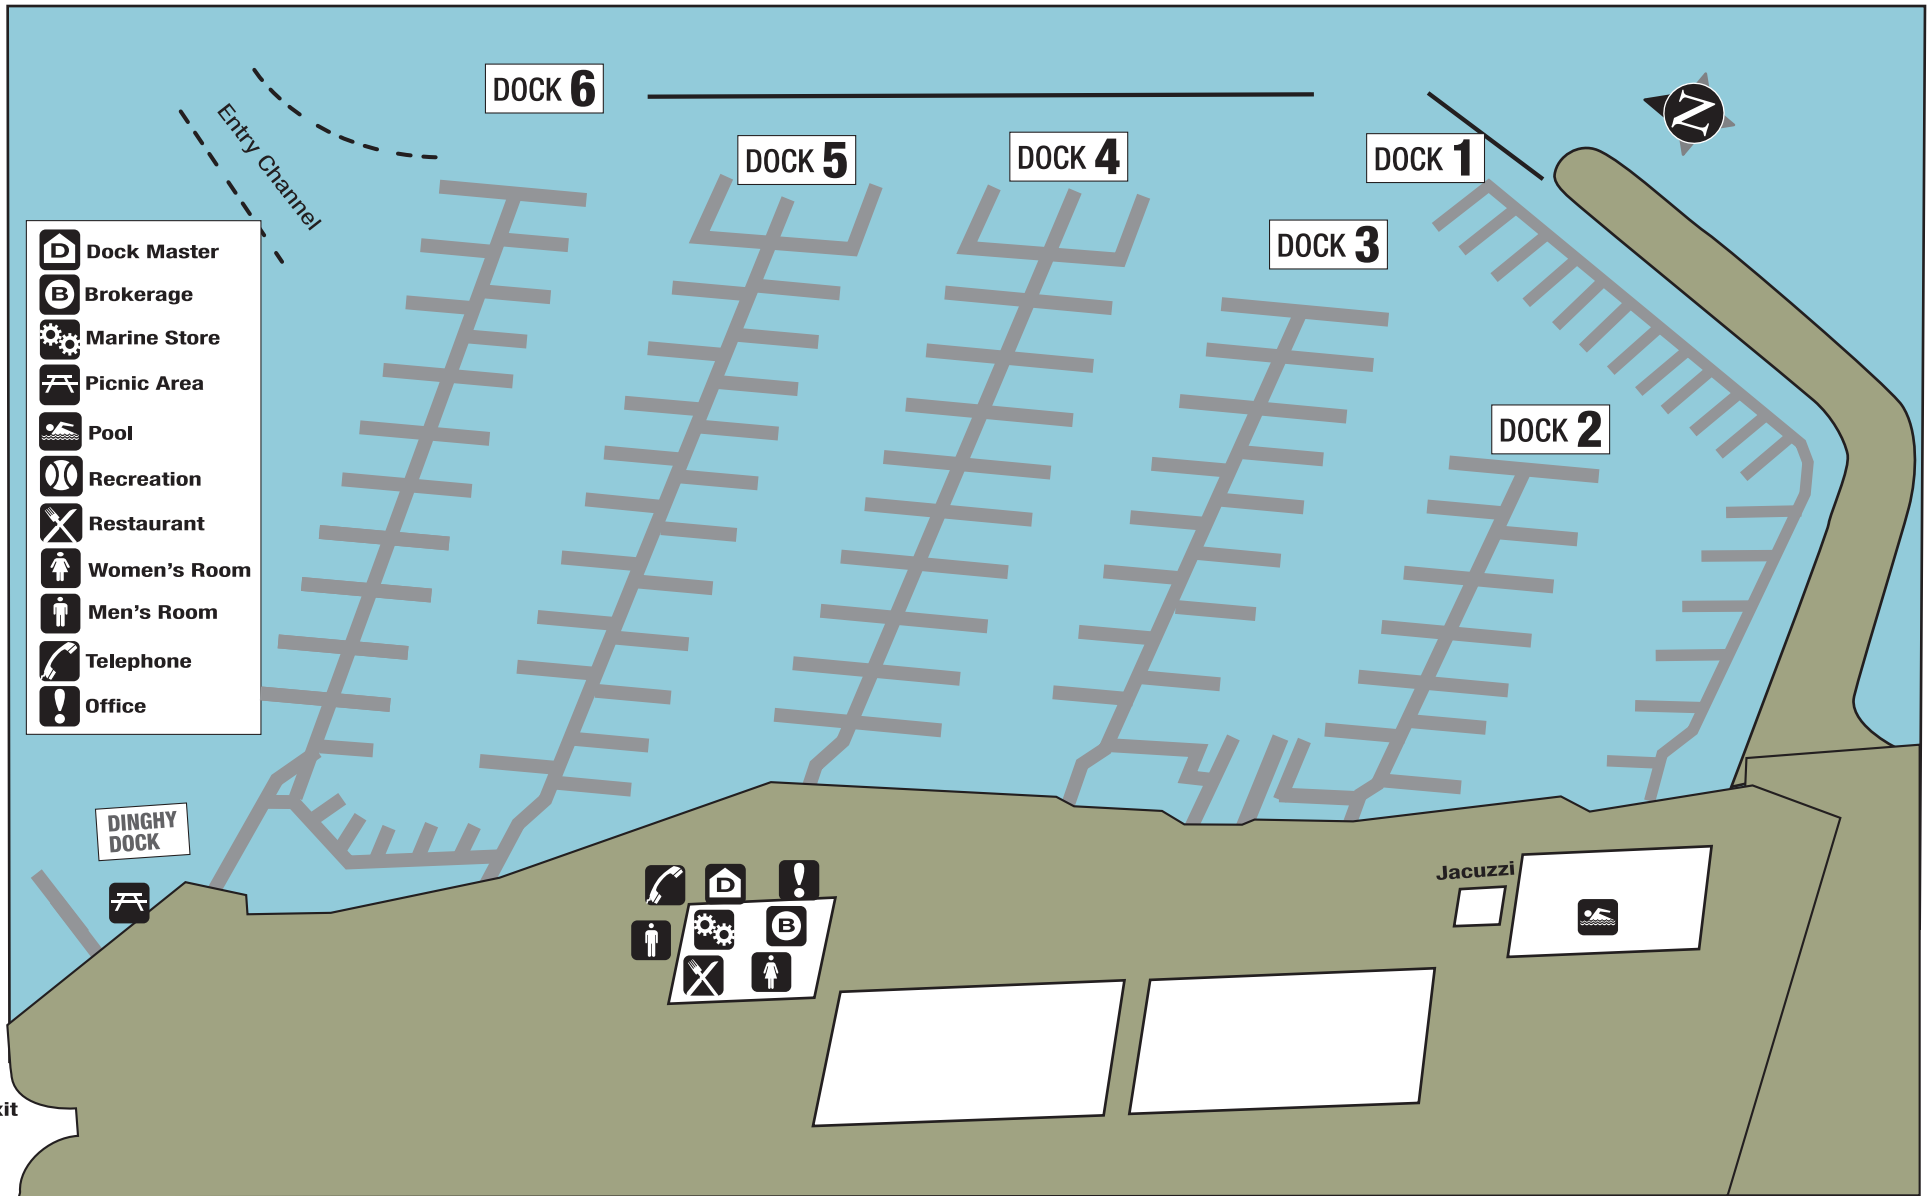 DOCK 6
Entry Channel
DOCK 5
DOCK 4
DOCK 1
N
DOCK 3
DOCK 2
D Dock Master
B Brokerage
Marine Store
Picnic Area
Pool
Recreation
Restaurant
Women's Room
Men's Room
Telephone
! Office
DINGHY
DOCK
D
!
B
Jacuzzi